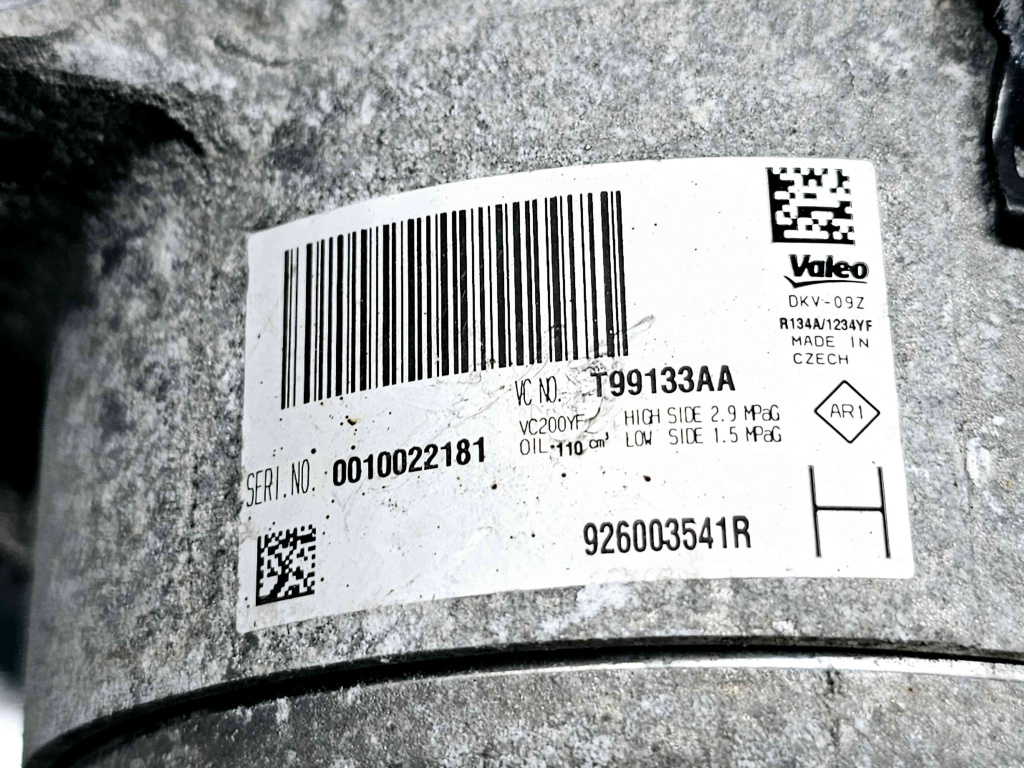 Valeo
DKV-09Z
R134A/1234YF
MADE IN
CZECH
VC NO. T99133AA
VC200YF HIGH SIDE 2.9 MPaG
OIL 110 cm³ LOW SIDE 1.5 MPaG
AR1
SERI.NO. 0010022181
926003541R
H